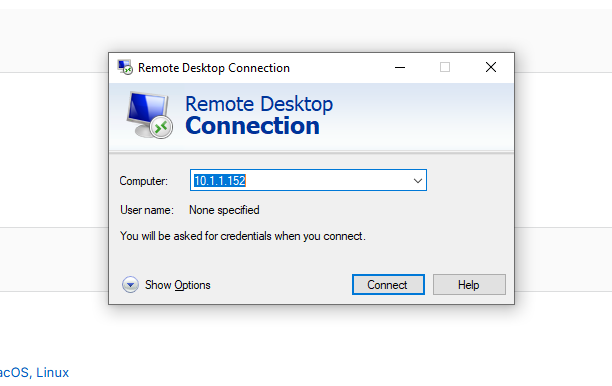 Remote Desktop Connection
Remote Desktop
Connection
Computer: 10.1.1.152
User name: None specified
You will be asked for credentials when you connect.
Show Options Connect Help
acOS, Linux